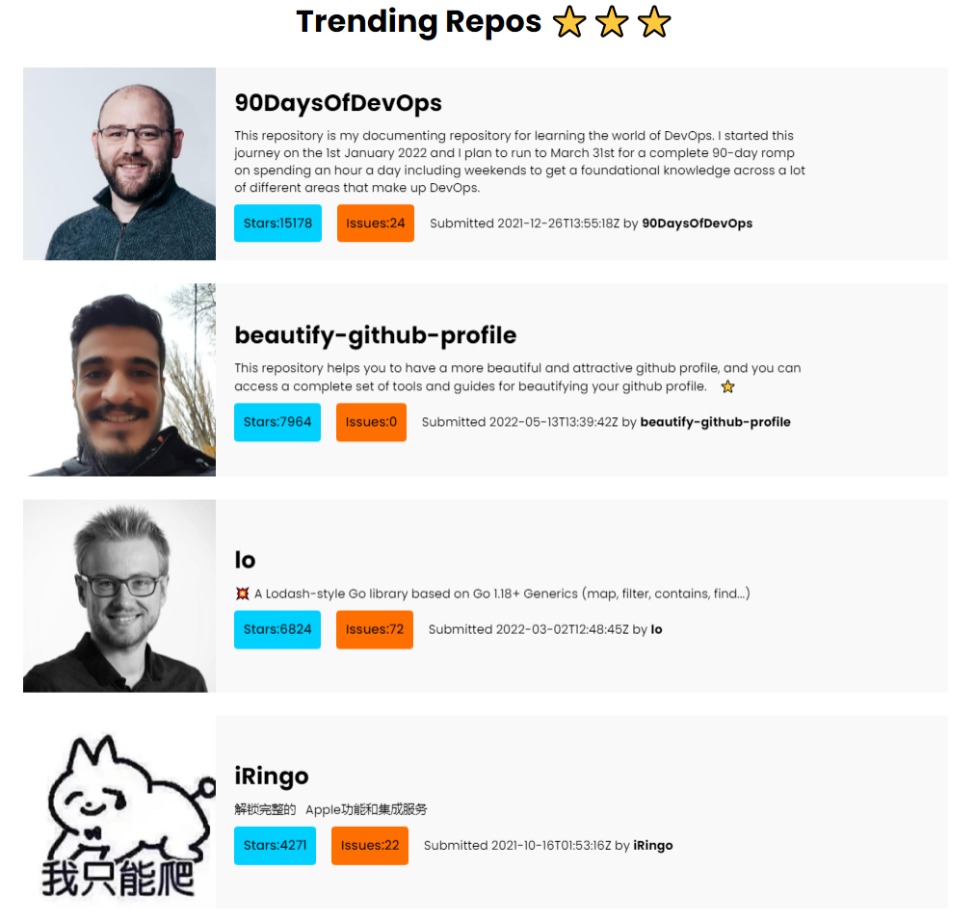 Trending Repos ⭐ ⭐ ⭐
90DaysOfDevOps
This repository is my documenting repository for learning the world of DevOps. I started this
journey on the 1st January 2022 and I plan to run to March 31st for a complete 90-day romp
on spending an hour a day including weekends to get a foundational knowledge across a lot
of different areas that make up DevOps.
Stars:15178 Issues:24 Submitted 2021-12-26T13:55:18Z by 90DaysOfDevOps
beautify-github-profile
This repository helps you to have a more beautiful and attractive github profile, and you can
access a complete set of tools and guides for beautifying your github profile. ⭐
Stars:7964 Issues:0 Submitted 2022-05-13T13:39:42Z by beautify-github-profile
lo
💥 A Lodash-style Go library based on Go 1.18+ Generics (map, filter, contains, find...)
Stars:6824 Issues:72 Submitted 2022-03-02T12:48:45Z by lo
我只能爬
iRingo
解锁完整的 Apple功能和集成服务
Stars:4271 Issues:22 Submitted 2021-10-16T01:53:16Z by iRingo